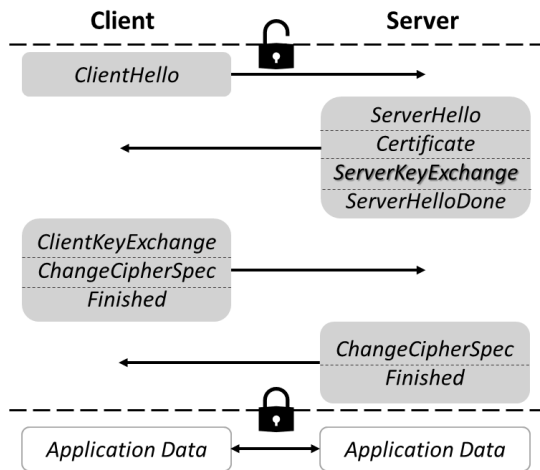 Client Server
ClientHello
ServerHello
Certificate
ServerKeyExchange
ServerHelloDone
ClientKeyExchange
ChangeCipherSpec
Finished
ChangeCipherSpec
Finished
Application Data Application Data